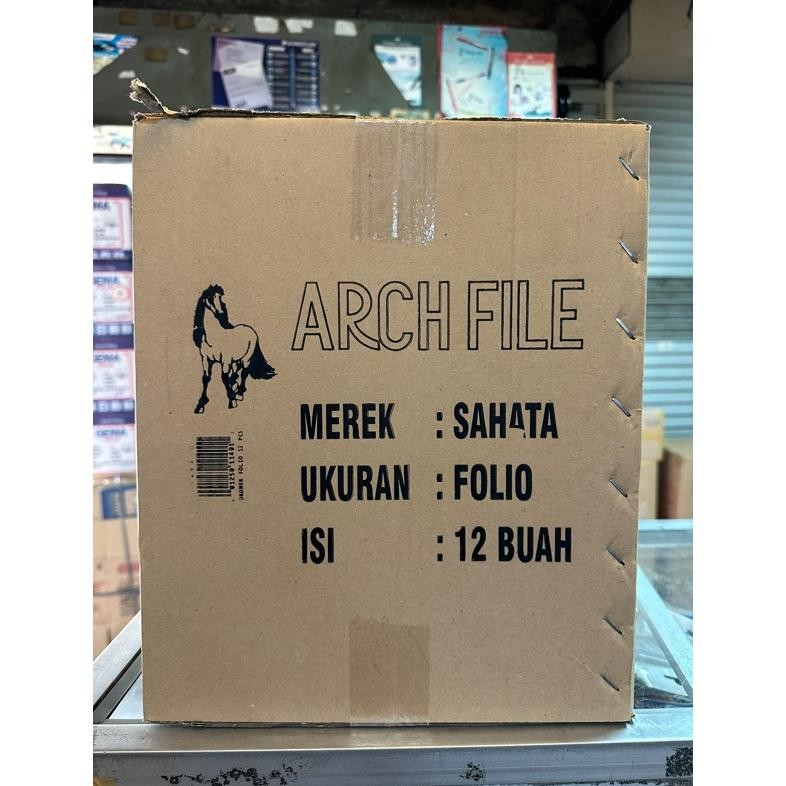 ARCH FILE
MEREK : SAHATA
UKURAN : FOLIO
ISI : 12 BUAH